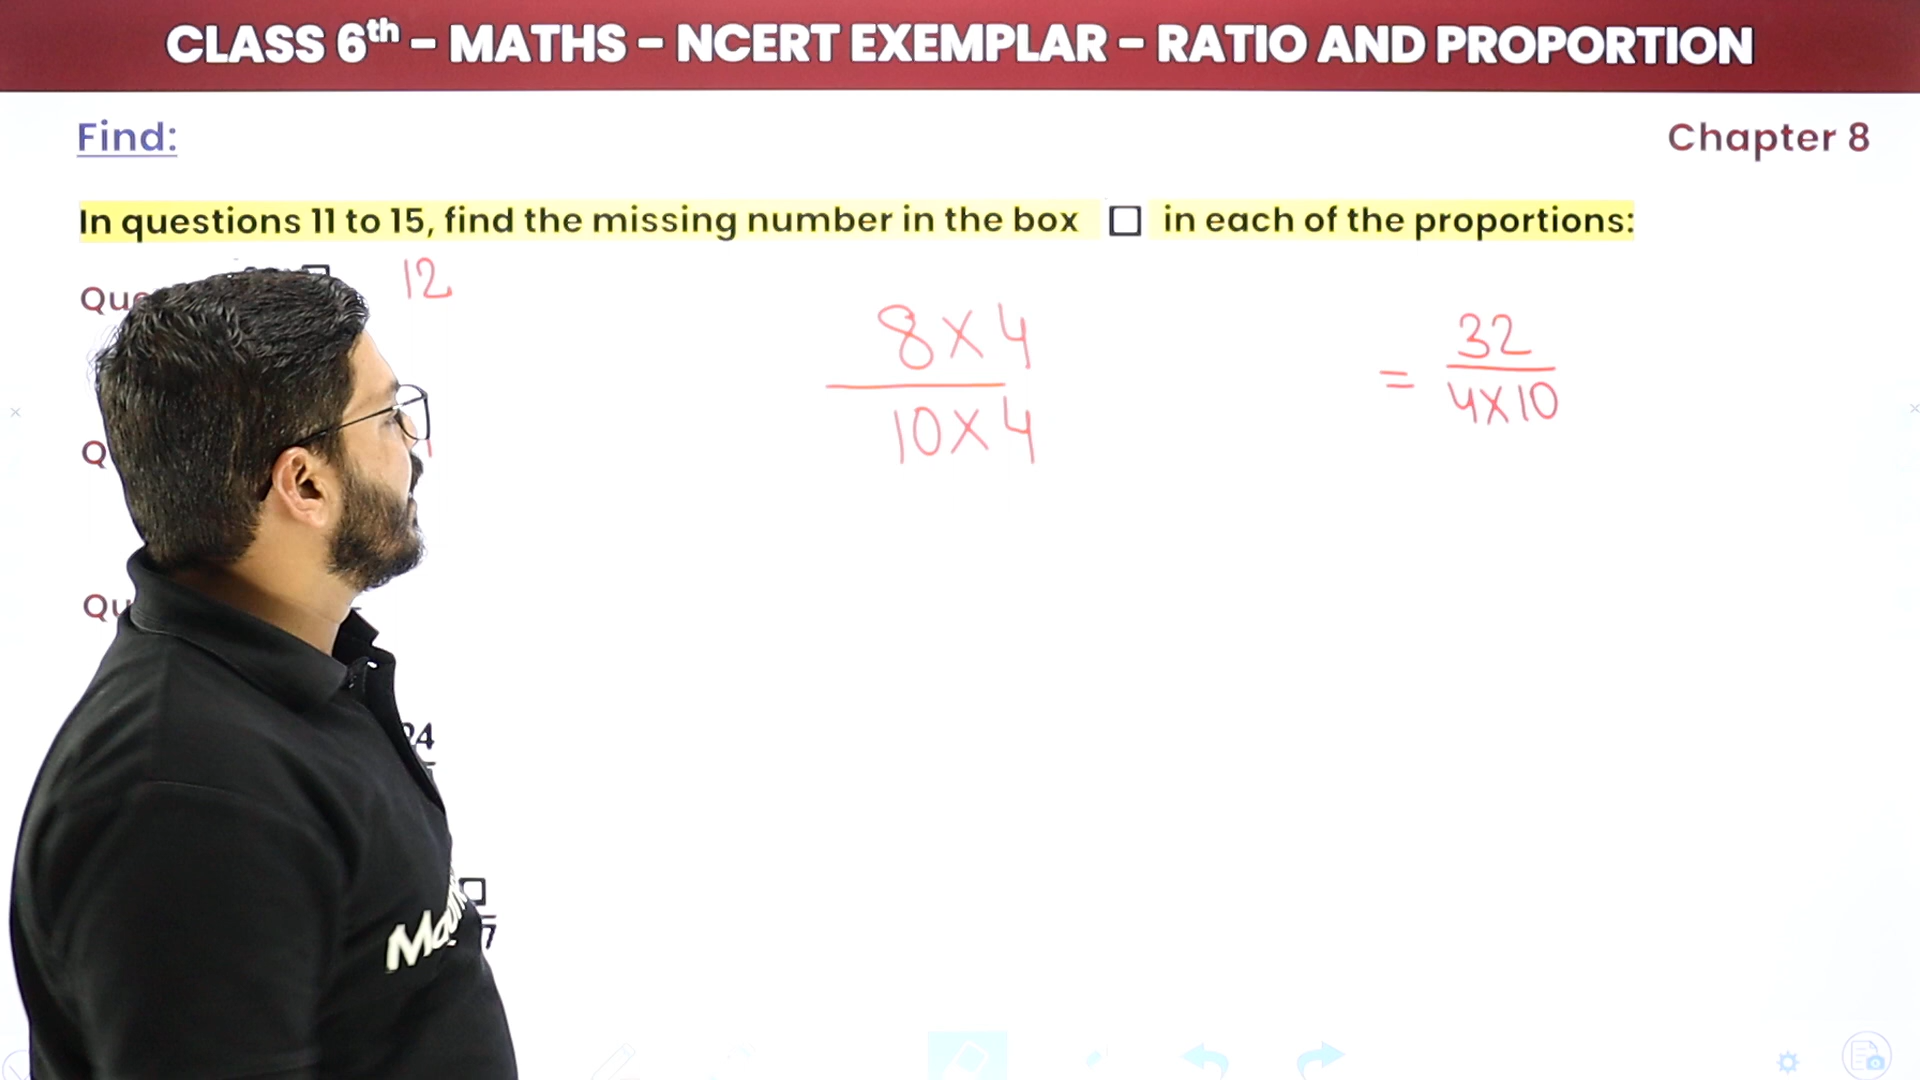 CLASS 6th – MATHS – NCERT EXEMPLAR – RATIO AND PROPORTION
Find:
Chapter 8
In questions 11 to 15, find the missing number in the box □ in each of the proportions:
12
8 × 4
10 × 4
= 32
4 × 10
24
□
7